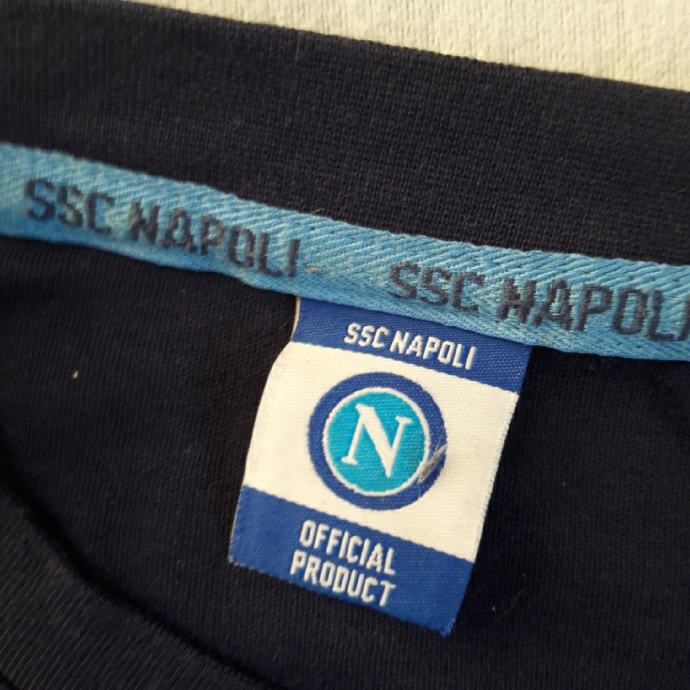 SSC NAPOLI SSC NAPOLI
SSC NAPOLI
N
OFFICIAL
PRODUCT